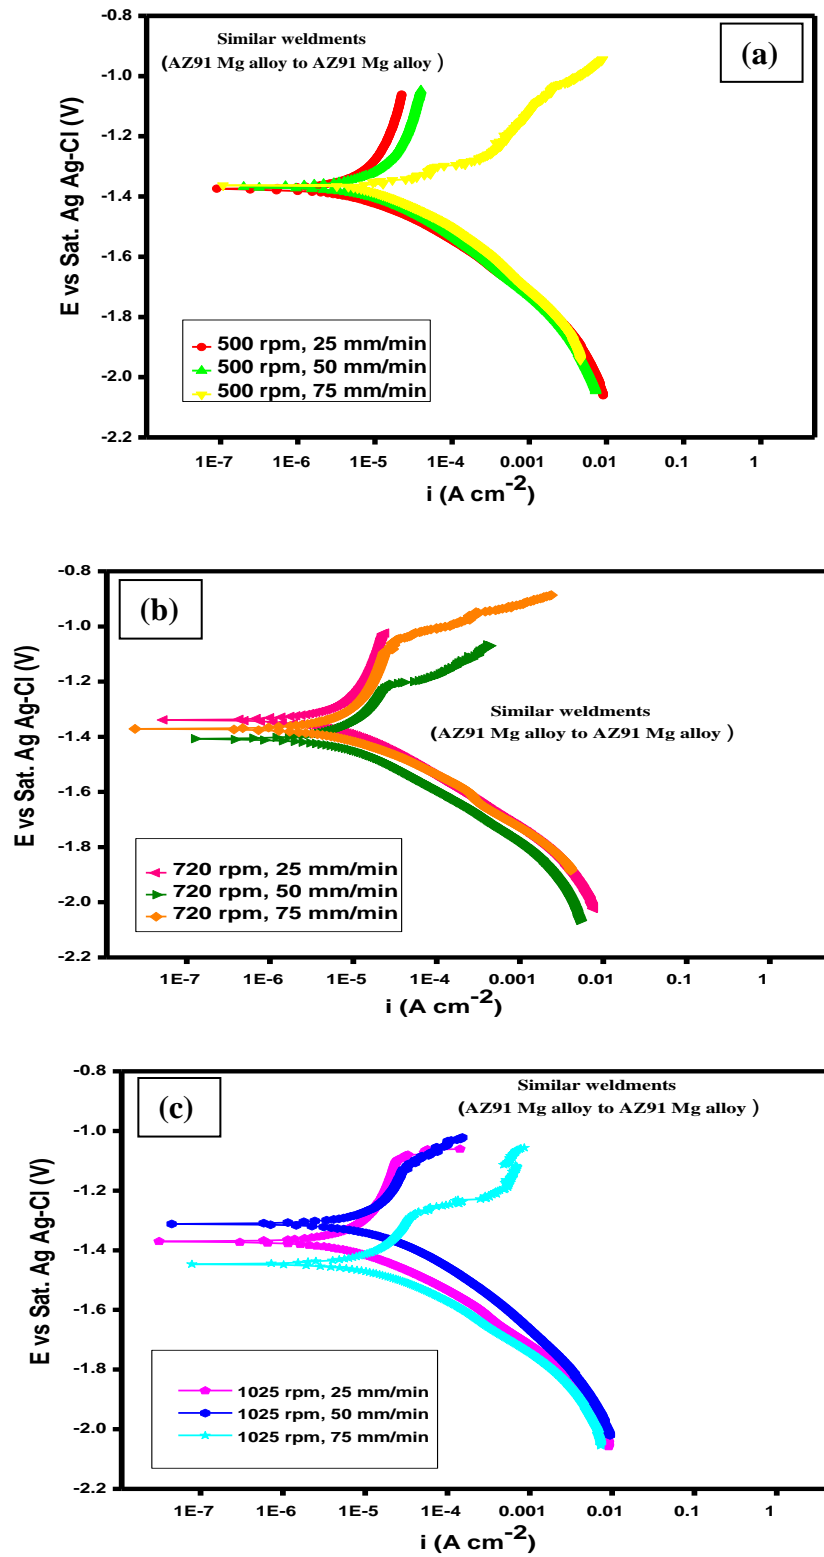 -0.8
Similar weldments
(AZ91 Mg alloy to AZ91 Mg alloy )
(a)
-1.0
-1.2
-1.4
-1.6
-1.8
-2.0
-2.2
E vs Sat. Ag Ag-Cl (V)
500 rpm, 25 mm/min
500 rpm, 50 mm/min
500 rpm, 75 mm/min
1E-7 1E-6 1E-5 1E-4 0.001 0.01 0.1 1
i (A cm-2)
-0.8
(b)
-1.0
-1.2
-1.4
-1.6
-1.8
-2.0
-2.2
E vs Sat. Ag Ag-Cl (V)
Similar weldments
(AZ91 Mg alloy to AZ91 Mg alloy )
720 rpm, 25 mm/min
720 rpm, 50 mm/min
720 rpm, 75 mm/min
1E-7 1E-6 1E-5 1E-4 0.001 0.01 0.1 1
i (A cm-2)
-0.8
(c)
Similar weldments
(AZ91 Mg alloy to AZ91 Mg alloy )
-1.0
-1.2
-1.4
-1.6
-1.8
-2.0
-2.2
E vs Sat. Ag Ag-Cl (V)
1025 rpm, 25 mm/min
1025 rpm, 50 mm/min
1025 rpm, 75 mm/min
1E-7 1E-6 1E-5 1E-4 0.001 0.01 0.1 1
i (A cm-2)